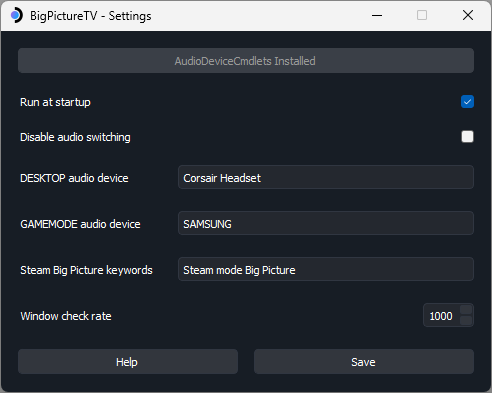 BigPictureTV - Settings
AudioDeviceCmdlets Installed
Run at startup
Disable audio switching
DESKTOP audio device Corsair Headset
GAMEMODE audio device SAMSUNG
Steam Big Picture keywords Steam mode Big Picture
Window check rate 1000
Help Save